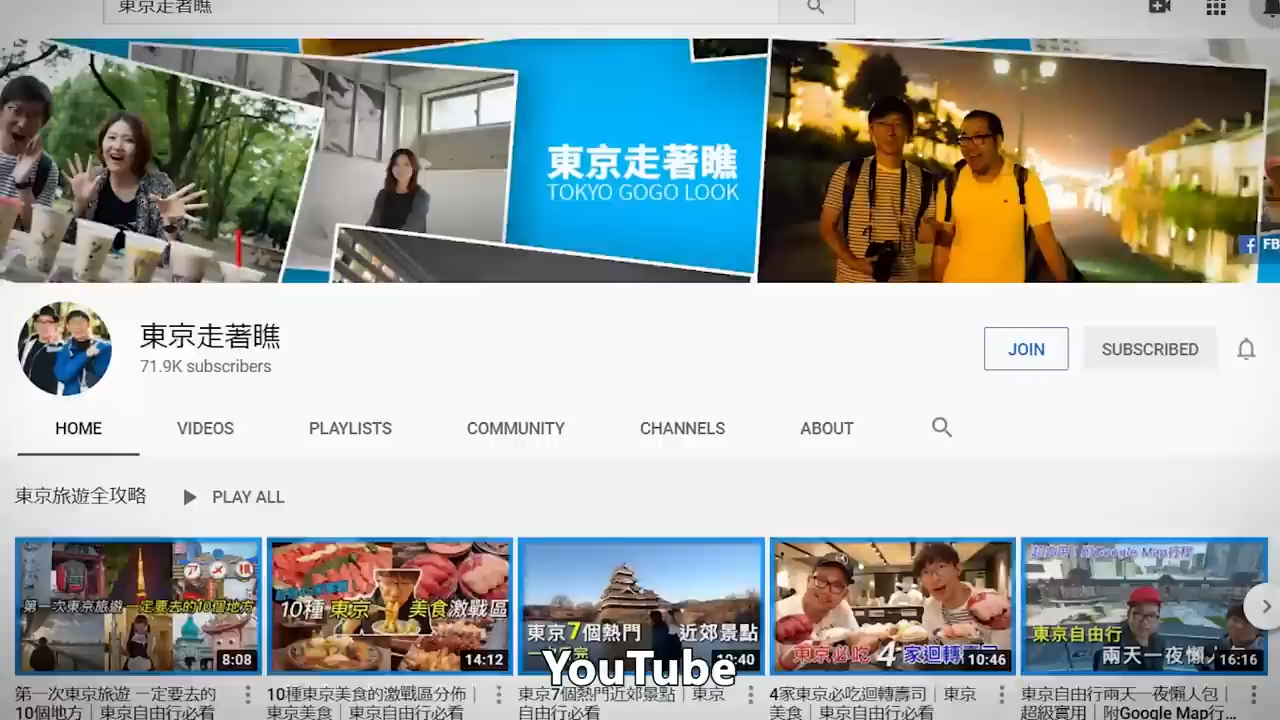 東京走著瞧
東京走著瞧
TOKYO GOGO LOOK
FB
東京走著瞧
71.9K subscribers
JOIN
SUBSCRIBED
HOME
VIDEOS
PLAYLISTS
COMMUNITY
CHANNELS
ABOUT
東京旅遊全攻略
PLAY ALL
アメ横
第一次東京旅遊 一定要去的10個地方
8:08
10種 東京 美食激戰區
14:12
東京7個熱門 近郊景點
東京必吃 4 家迴轉壽司
10:46
東京自由行
16:16
YouTube
第一次東京旅遊 一定要去的
10個地方｜東京自由行必看
10種東京美食的激戰區分佈｜
東京美食｜東京自由行必看
東京7個熱門近郊景點｜東京
自由行必看
4家東京必吃迴轉壽司｜東京
美食｜東京自由行必看
東京自由行兩天一夜懶人包｜
超級實用｜附Google Map行...